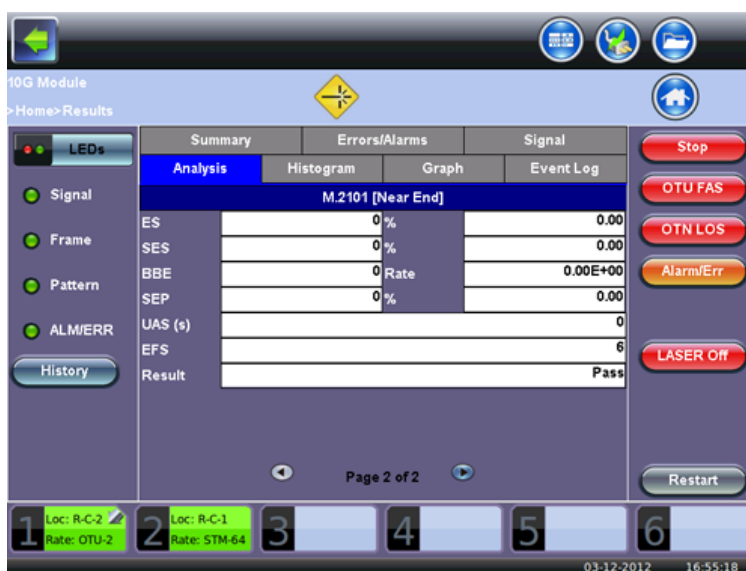 10G Module
>Home>Results
LEDs
Signal
Frame
Pattern
ALM/ERR
History
Summary Errors/Alarms Signal
Analysis Histogram Graph Event Log
M.2101 [Near End]
ES 0 % 0.00
SES 0 % 0.00
BBE 0 Rate 0.00E+00
SEP 0 % 0.00
UAS (s) 0
EFS 6
Result Pass
Page 2 of 2
Stop
OTU FAS
OTN LOS
Alarm/Err
LASER Off
Restart
1 Loc: R-C-2 Rate: OTU-2
2 Loc: R-C-1 Rate: STM-64
3
4
5
6
03-12-2012 16:55:18